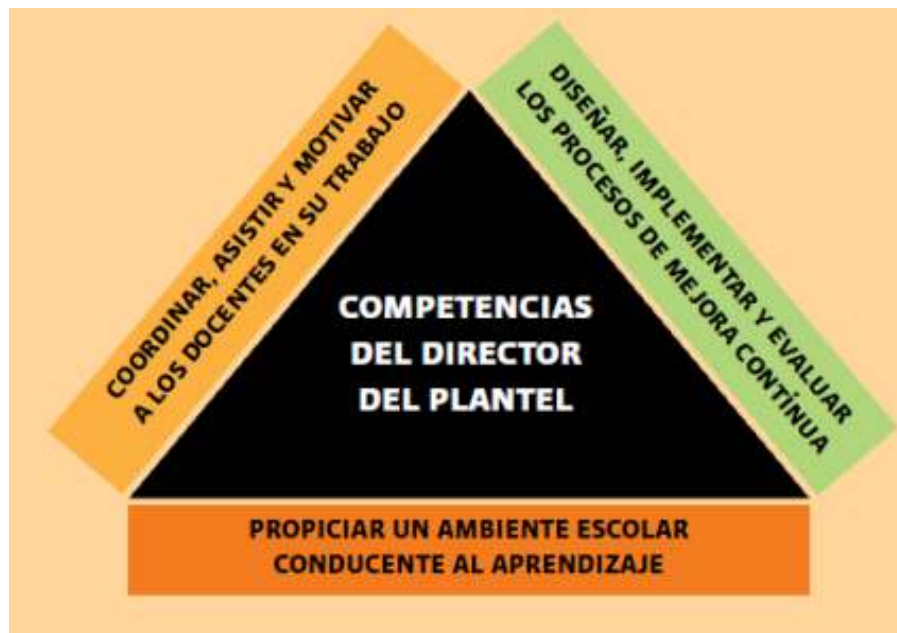 COORDINAR, ASISTIR Y MOTIVAR
A LOS DOCENTES EN SU TRABAJO
DISEÑAR, IMPLEMENTAR Y EVALUAR
LOS PROCESOS DE MEJORA CONTÍNUA
COMPETENCIAS
DEL DIRECTOR
DEL PLANTEL
PROPICIAR UN AMBIENTE ESCOLAR
CONDUCENTE AL APRENDIZAJE